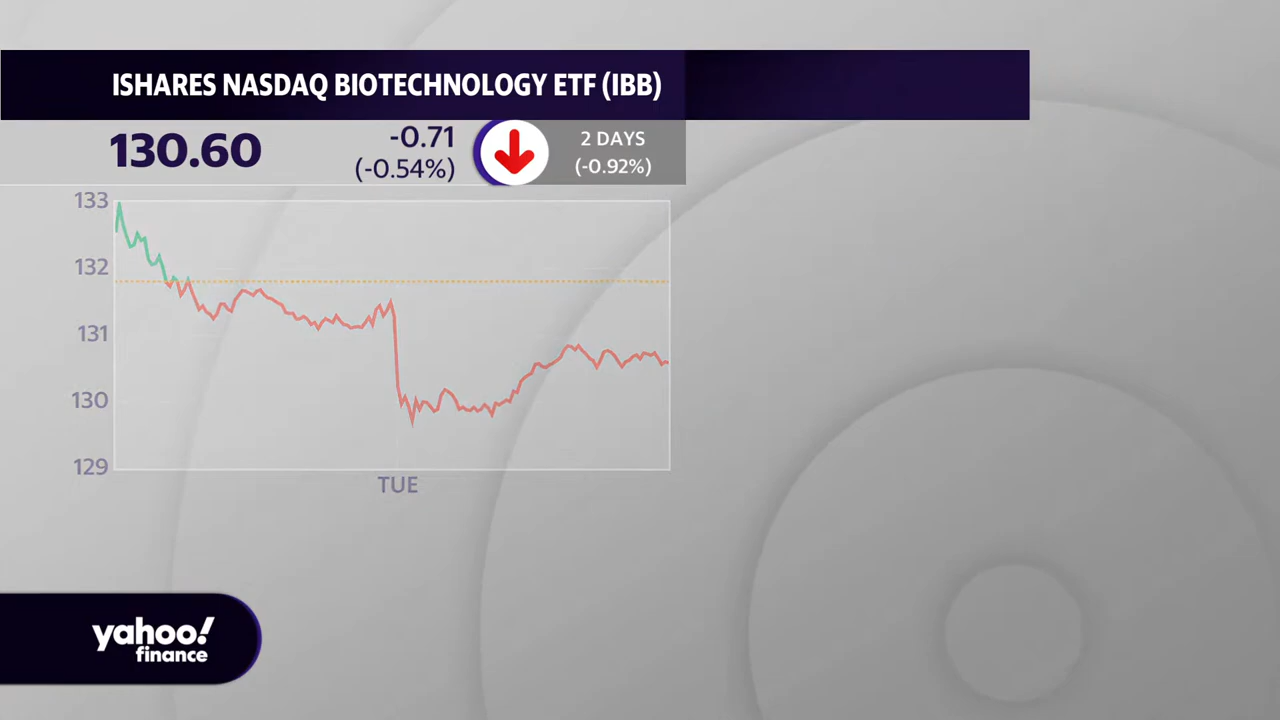 ISHARES NASDAQ BIOTECHNOLOGY ETF (IBB)
130.60
-0.71
(-0.54%)
2 DAYS
(-0.92%)
133
132
131
130
129
TUE
yahoo!
finance